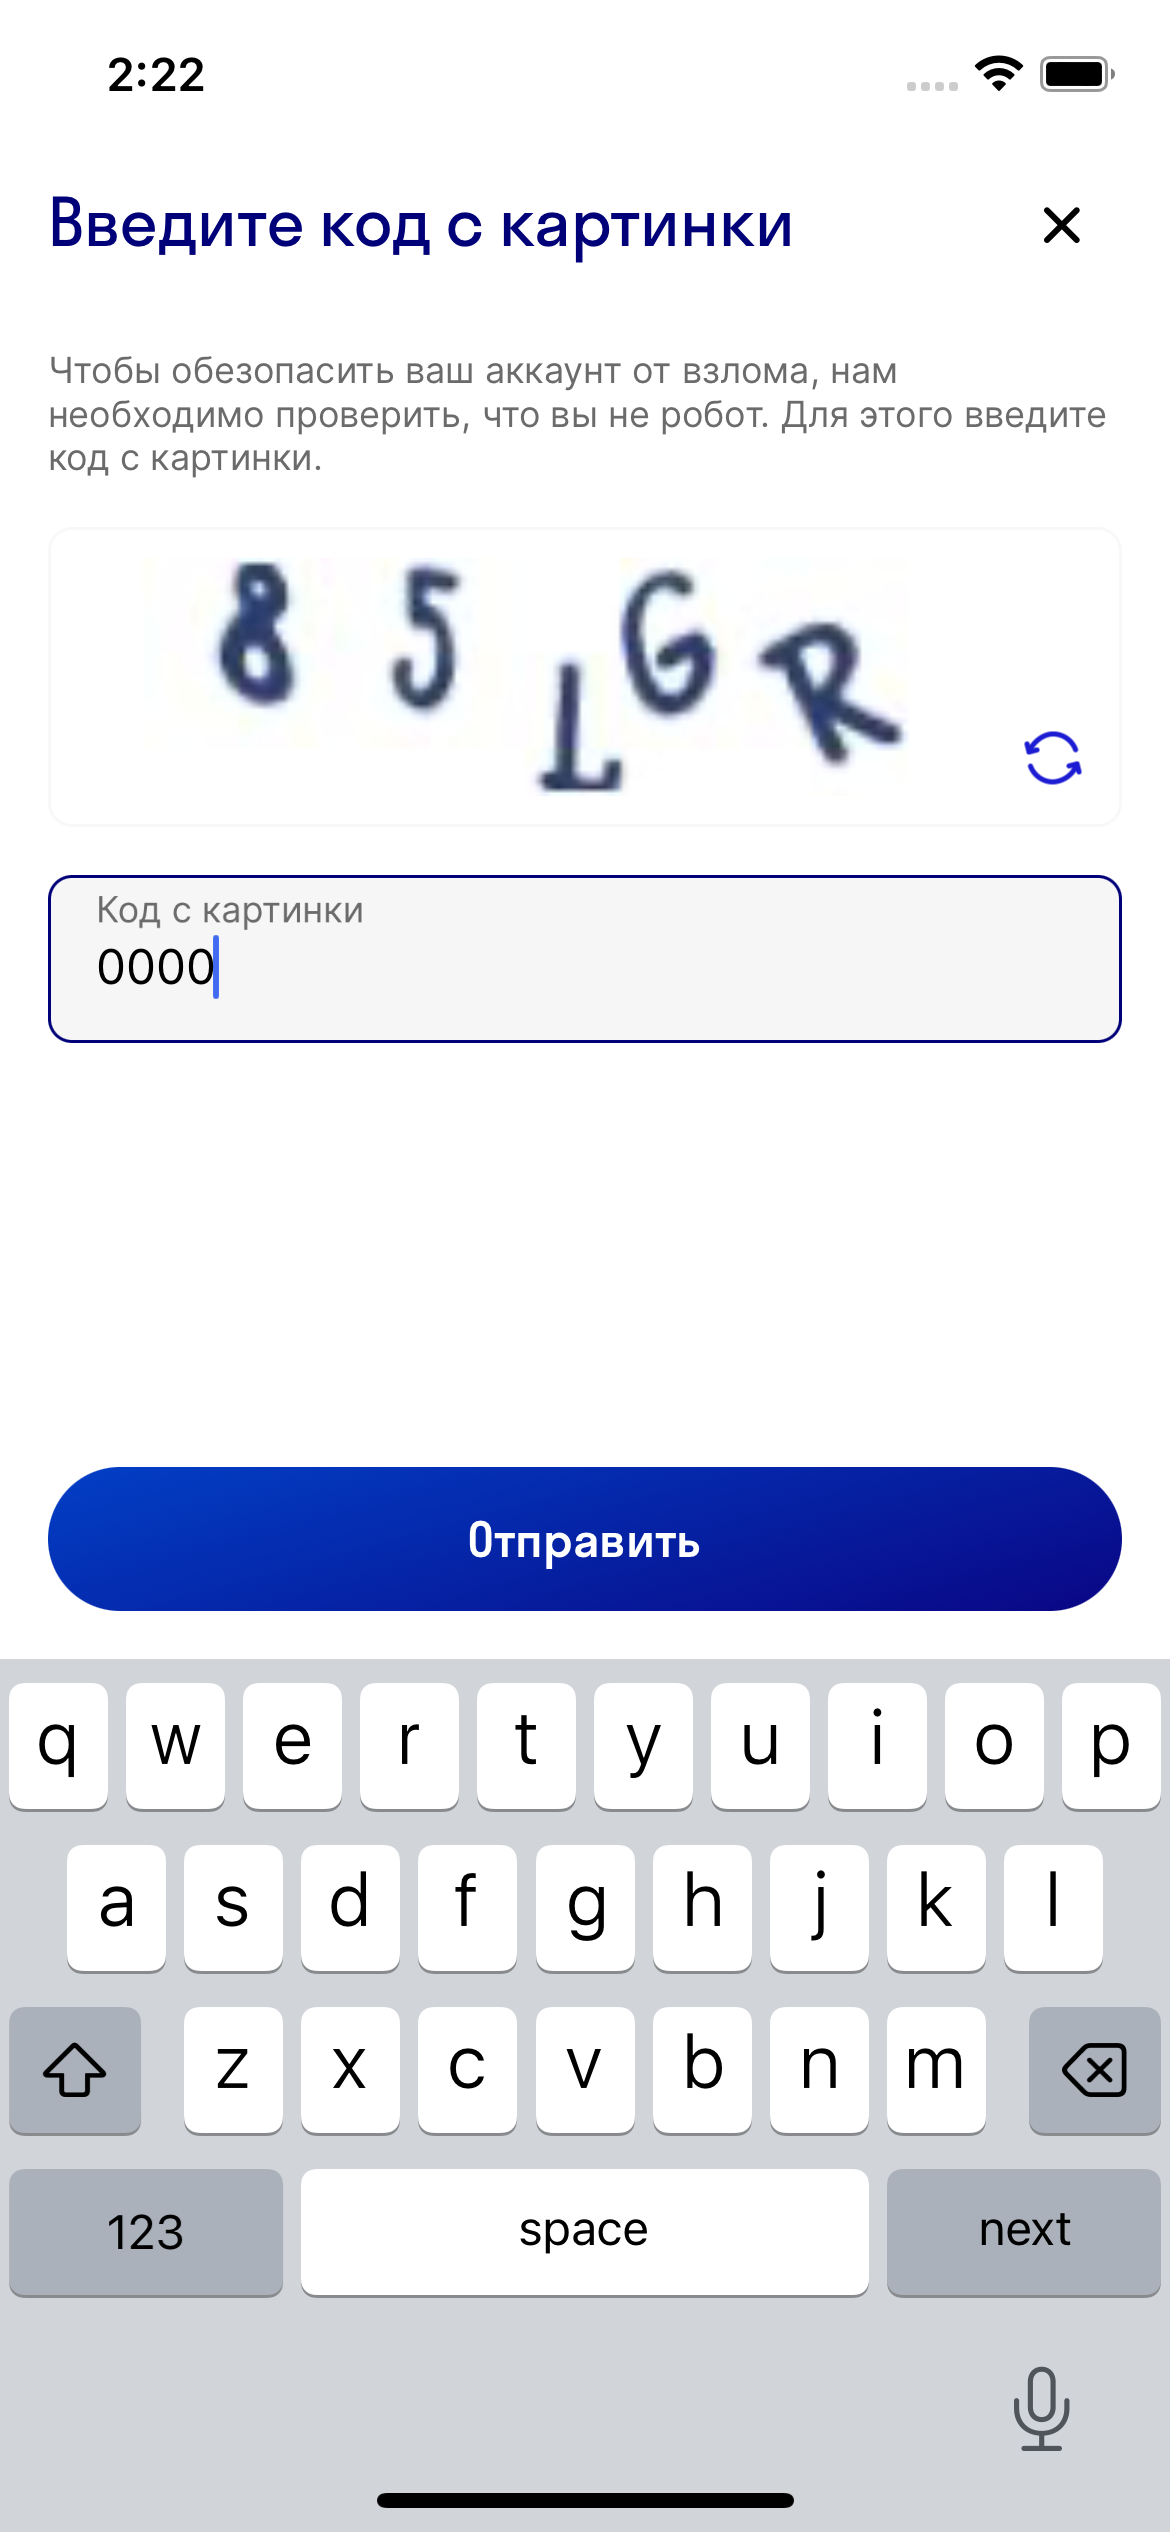 2:22
Введите код с картинки
Чтобы обезопасить ваш аккаунт от взлома, нам
необходимо проверить, что вы не робот. Для этого введите
код с картинки.
8 5 L G R
Код с картинки
0000
Отправить
q w e r t y u i o p
a s d f g h j k l
z x c v b n m
123 space next